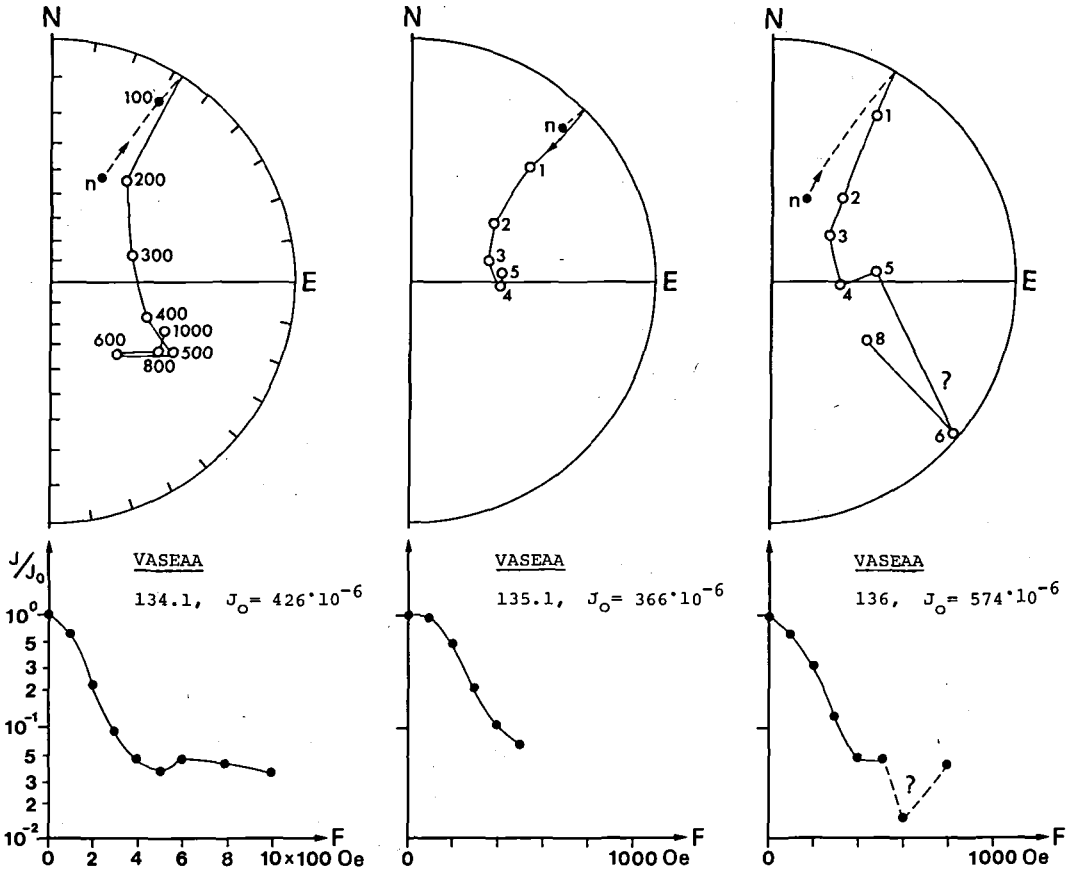 N N N
100
n n 1 n 1
200 2 2
3 3
300 5 5
E E E
4 4
400 1000 8
600 800 500 ?
6
J/J₀ VASEAA VASEAA VASEAA
134.1, J₀= 426·10⁻⁶ 135.1, J₀= 366·10⁻⁶ 136, J₀= 574·10⁻⁶
10⁰
5
3
2
10⁻¹
5
3 ?
2
10⁻² F F F
0 2 4 6 8 10×100 Oe 0 1000 Oe 0 1000 Oe